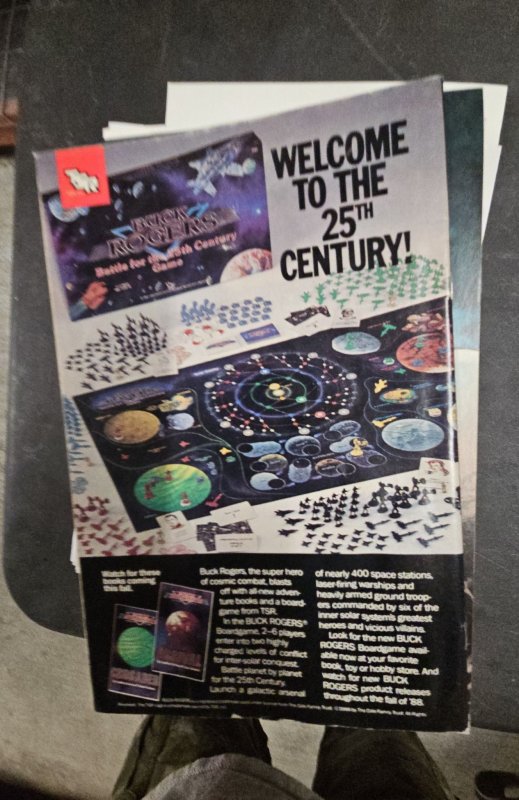 TSR
WELCOME
TO THE
25TH
CENTURY!
BUCK
ROGERS
Battle for the 25th Century
Game
Watch for these
books coming
this fall.
Buck Rogers, the super hero
of cosmic combat, blasts
off with all-new adven-
ture books and a board-
game from TSR.
In the BUCK ROGERS®
Boardgame, 2-6 players
enter into two highly
charged levels of conflict
for inter-solar conquest.
Battle planet by planet
for the 25th Century.
Launch a galactic arsenal
of nearly 400 space stations,
laser-firing warships and
heavily armed ground troop-
ers commanded by six of the
inner solar system's greatest
heroes and vicious villains.
Look for the new BUCK
ROGERS Boardgame avail-
able now at your favorite
book, toy or hobby store. And
watch for new BUCK
ROGERS product releases
throughout the fall of '88.